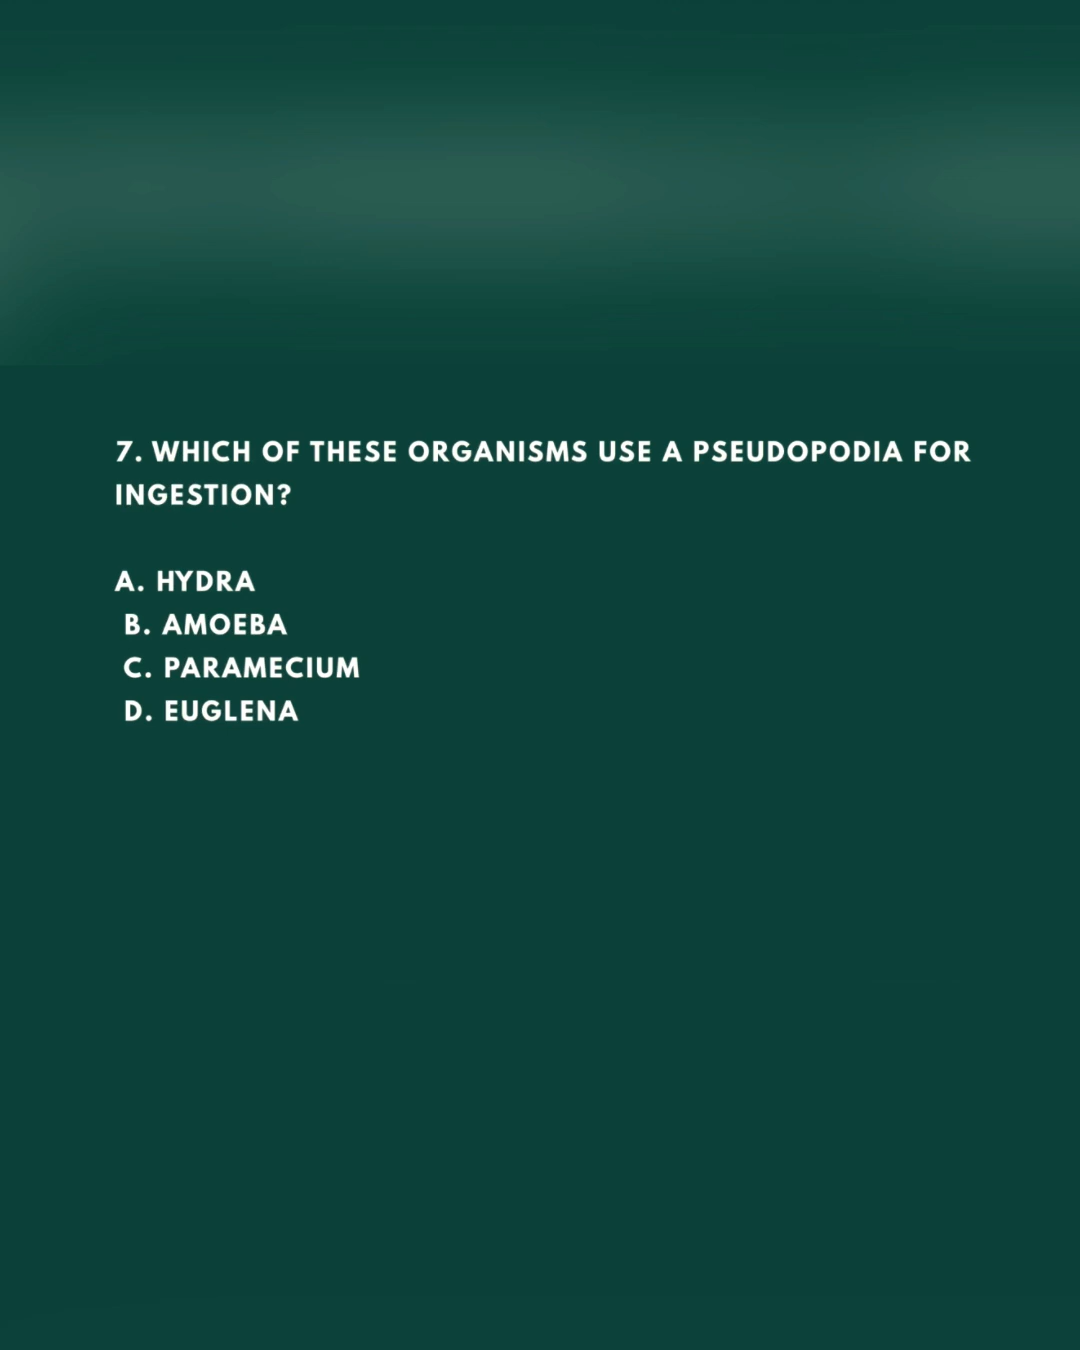 7. WHICH OF THESE ORGANISMS USE A PSEUDOPODIA FOR
INGESTION?
A. HYDRA
B. AMOEBA
C. PARAMECIUM
D. EUGLENA